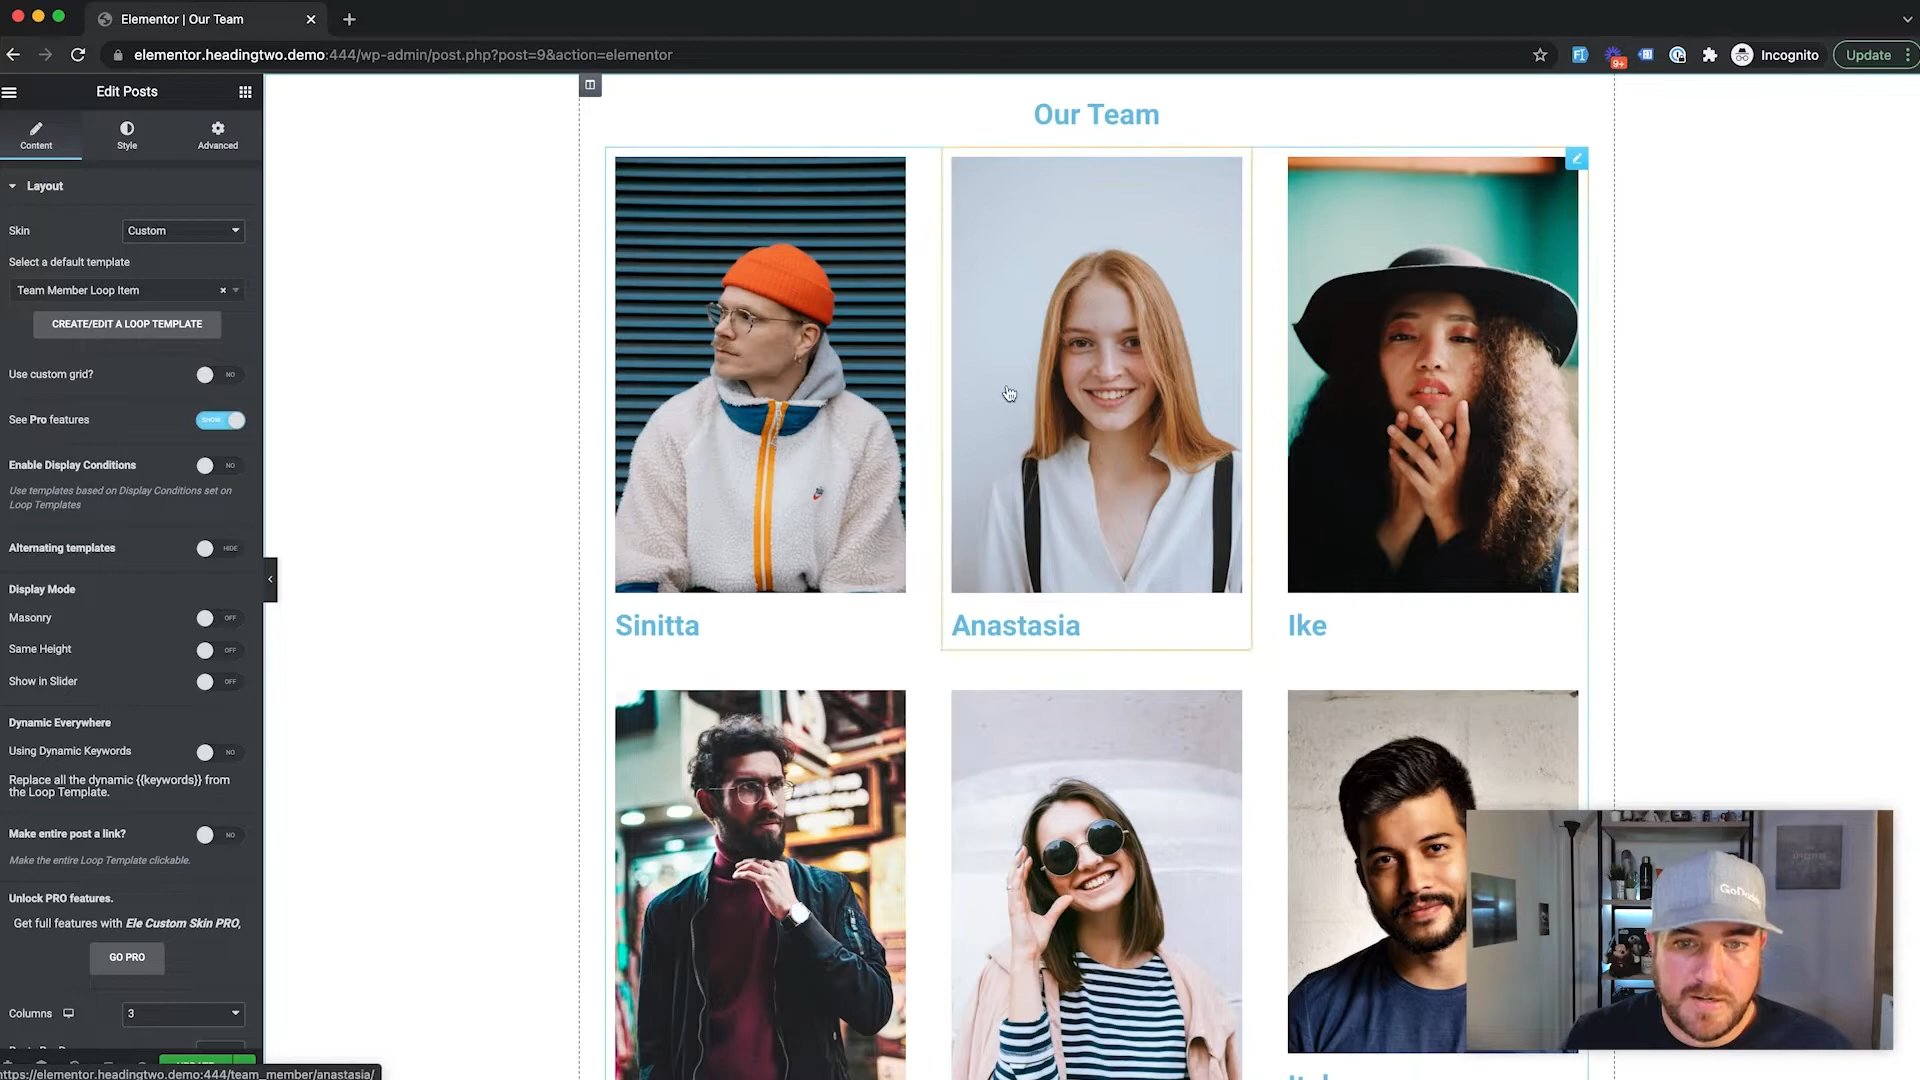 Elementor | Our Team
elementor.headingtwo.demo:444/wp-admin/post.php?post=9&action=elementor
9+
Incognito
Update
Edit Posts
Content
Style
Advanced
Layout
Skin
Custom
Select a default template
Team Member Loop Item
CREATE/EDIT A LOOP TEMPLATE
Use custom grid?
NO
See Pro features
SHOW
Enable Display Conditions
NO
Use templates based on Display Conditions set on
Loop Templates
Alternating templates
HIDE
Display Mode
Masonry
OFF
Same Height
OFF
Show in Slider
OFF
Dynamic Everywhere
Using Dynamic Keywords
NO
Replace all the dynamic {{keywords}} from
the Loop Template.
Make entire post a link?
NO
Make the entire Loop Template clickable.
Unlock PRO features.
Get full features with Ele Custom Skin PRO,
GO PRO
Columns
3
https://elementor.headingtwo.demo:444/team_member/anastasia/
Our Team
Sinitta
Anastasia
Ike